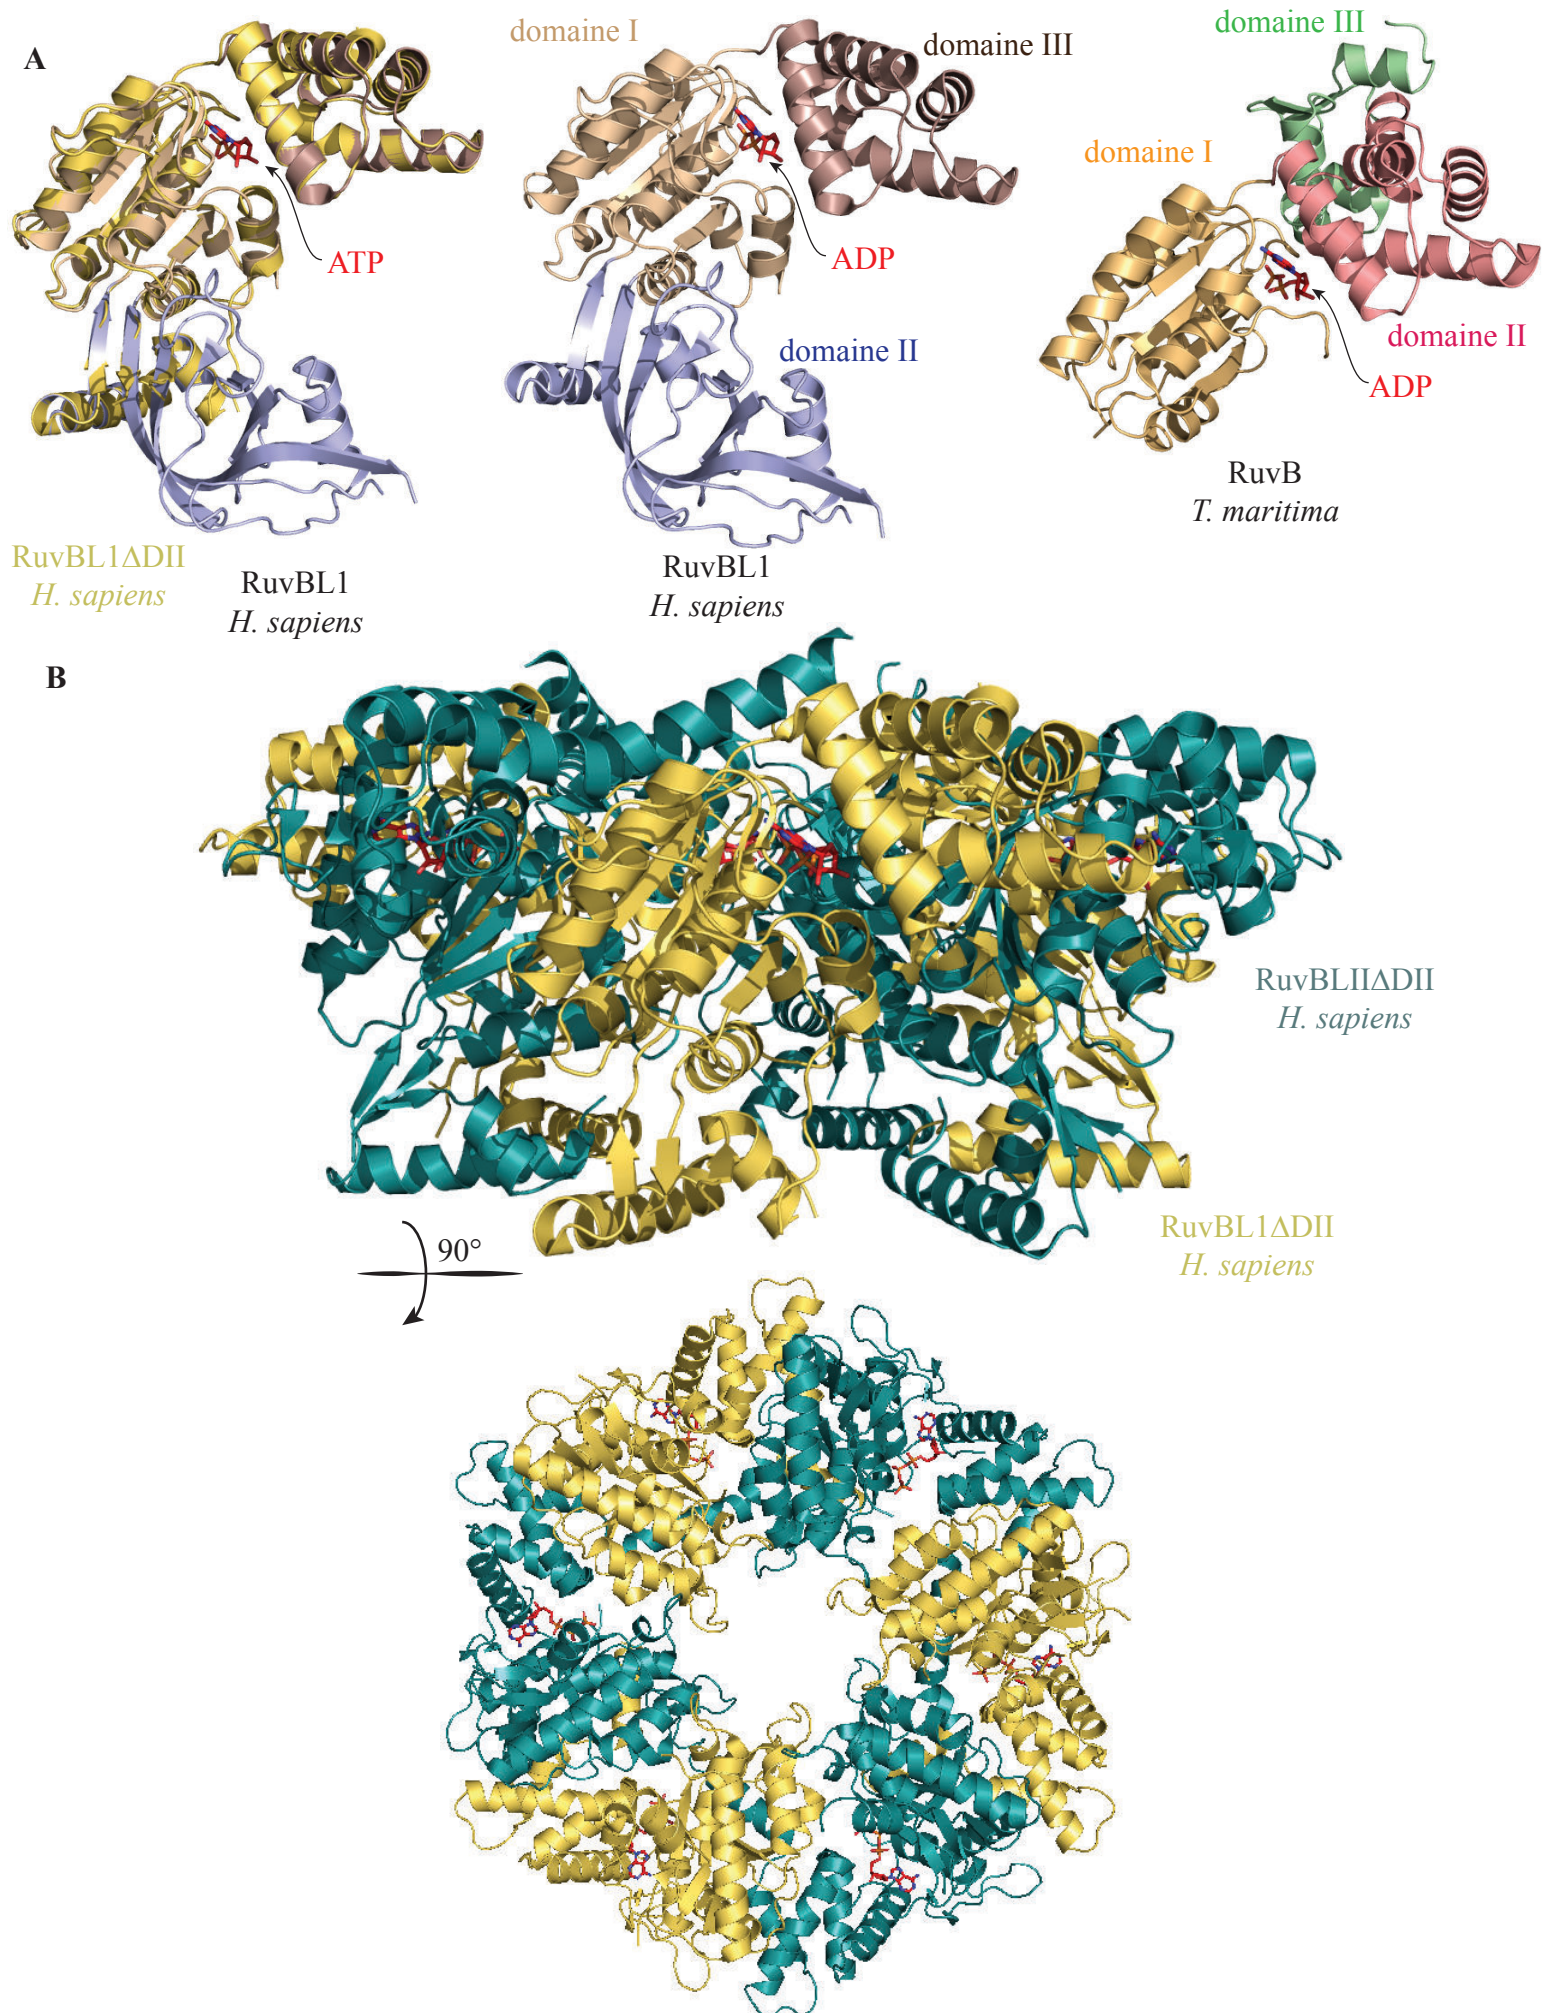 A
domaine I
domaine III
domaine III
domaine I
ATP
ADP
domaine II
domaine II
ADP
RuvB
T. maritima
RuvBL1ΔDII
H. sapiens
RuvBL1
H. sapiens
RuvBL1
H. sapiens
B
RuvBLIIΔDII
H. sapiens
RuvBL1ΔDII
H. sapiens
90°